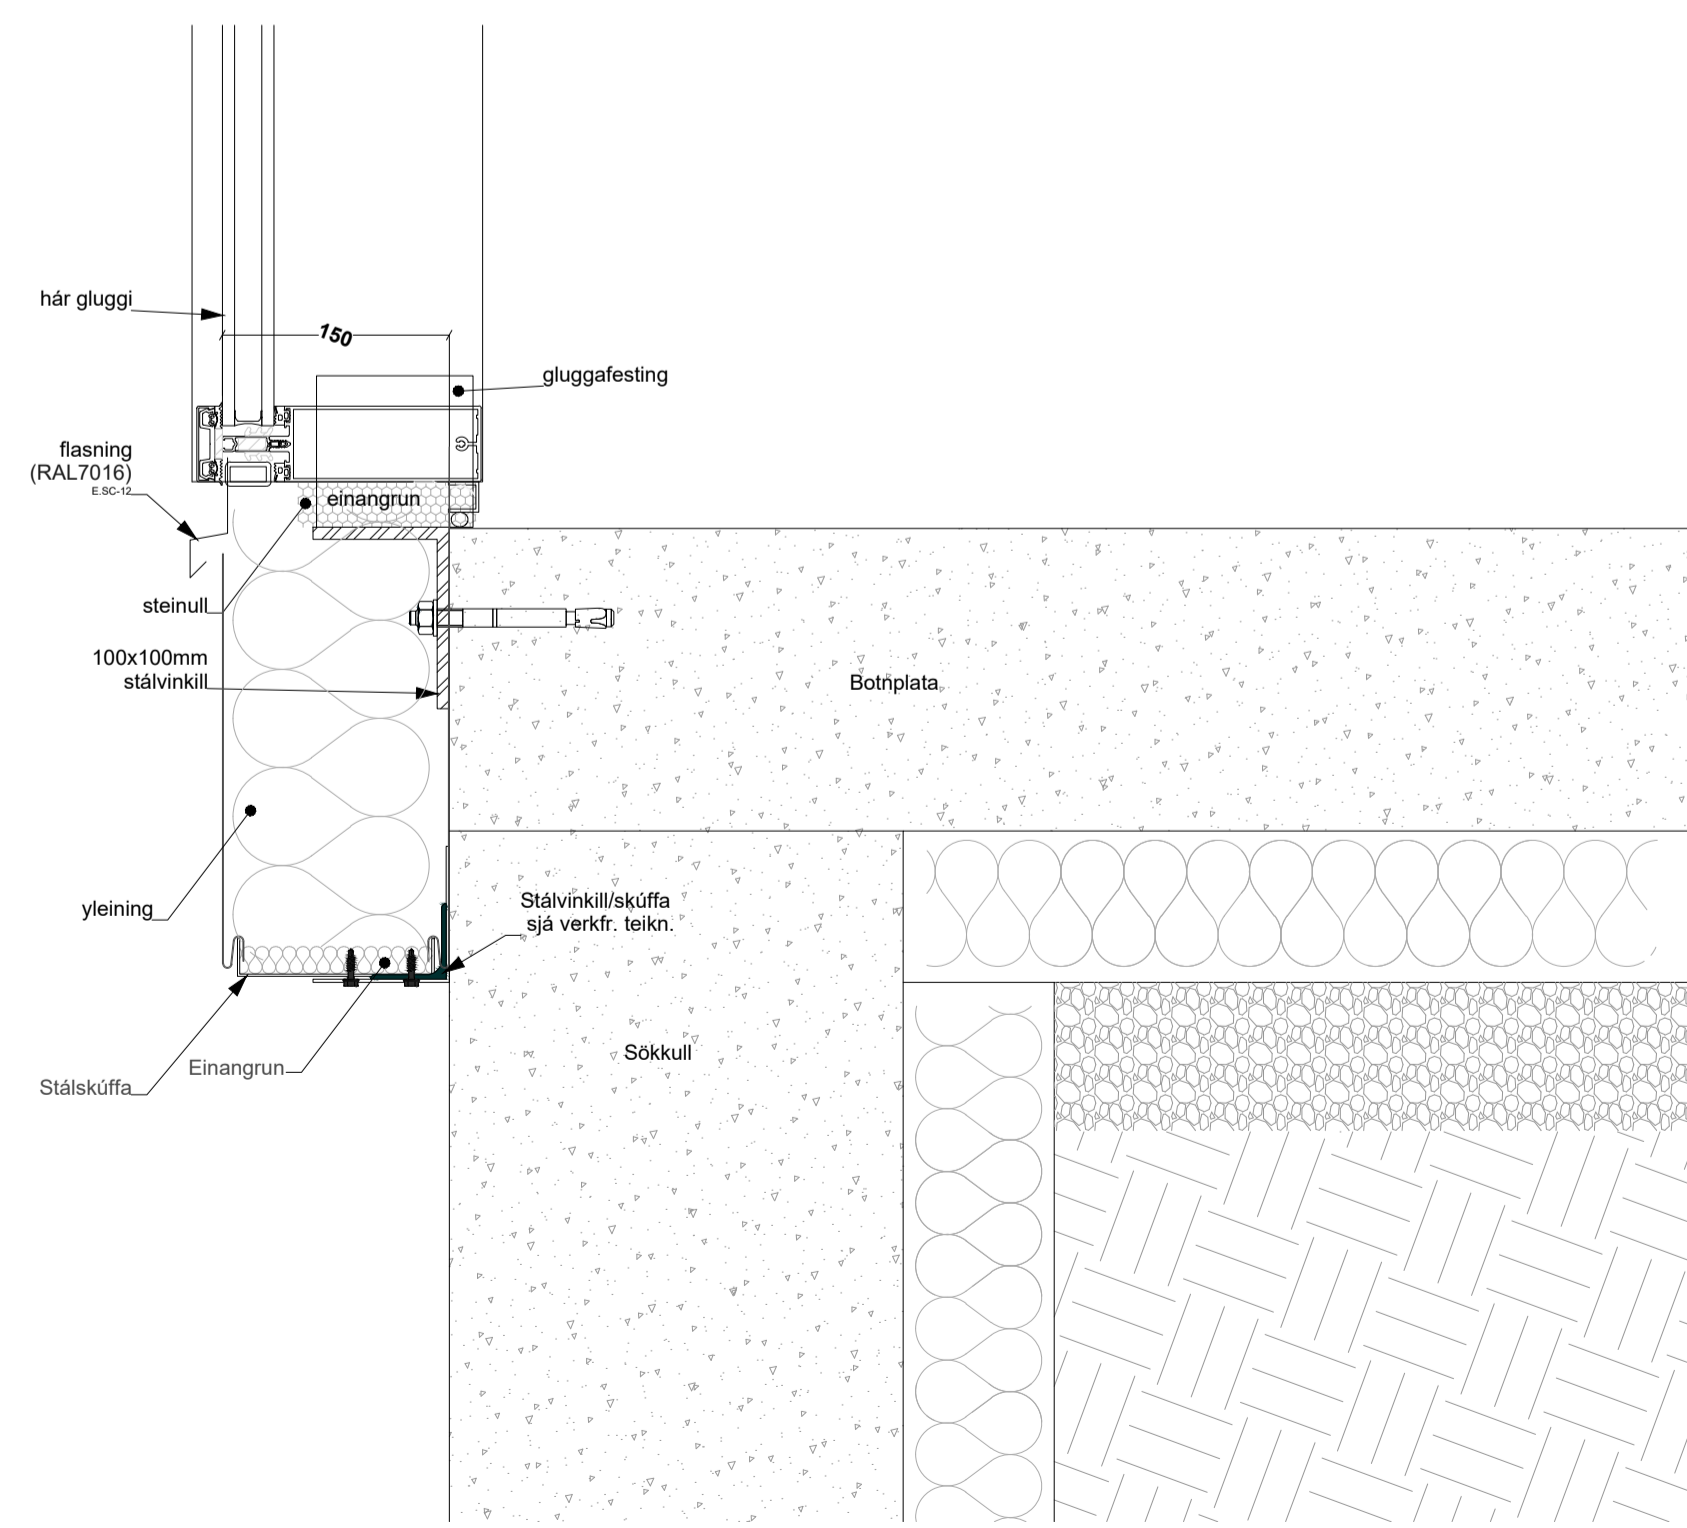 hár gluggi
150
gluggafesting
flasning
(RAL7016)
E.SC-12
einangrun
steinull
100x100mm
stálvinkill
Botnplata
yleining
Stálvinkill/skúffa
sjá verkfr. teikn.
Sökkull
Einangrun
Stálskúffa